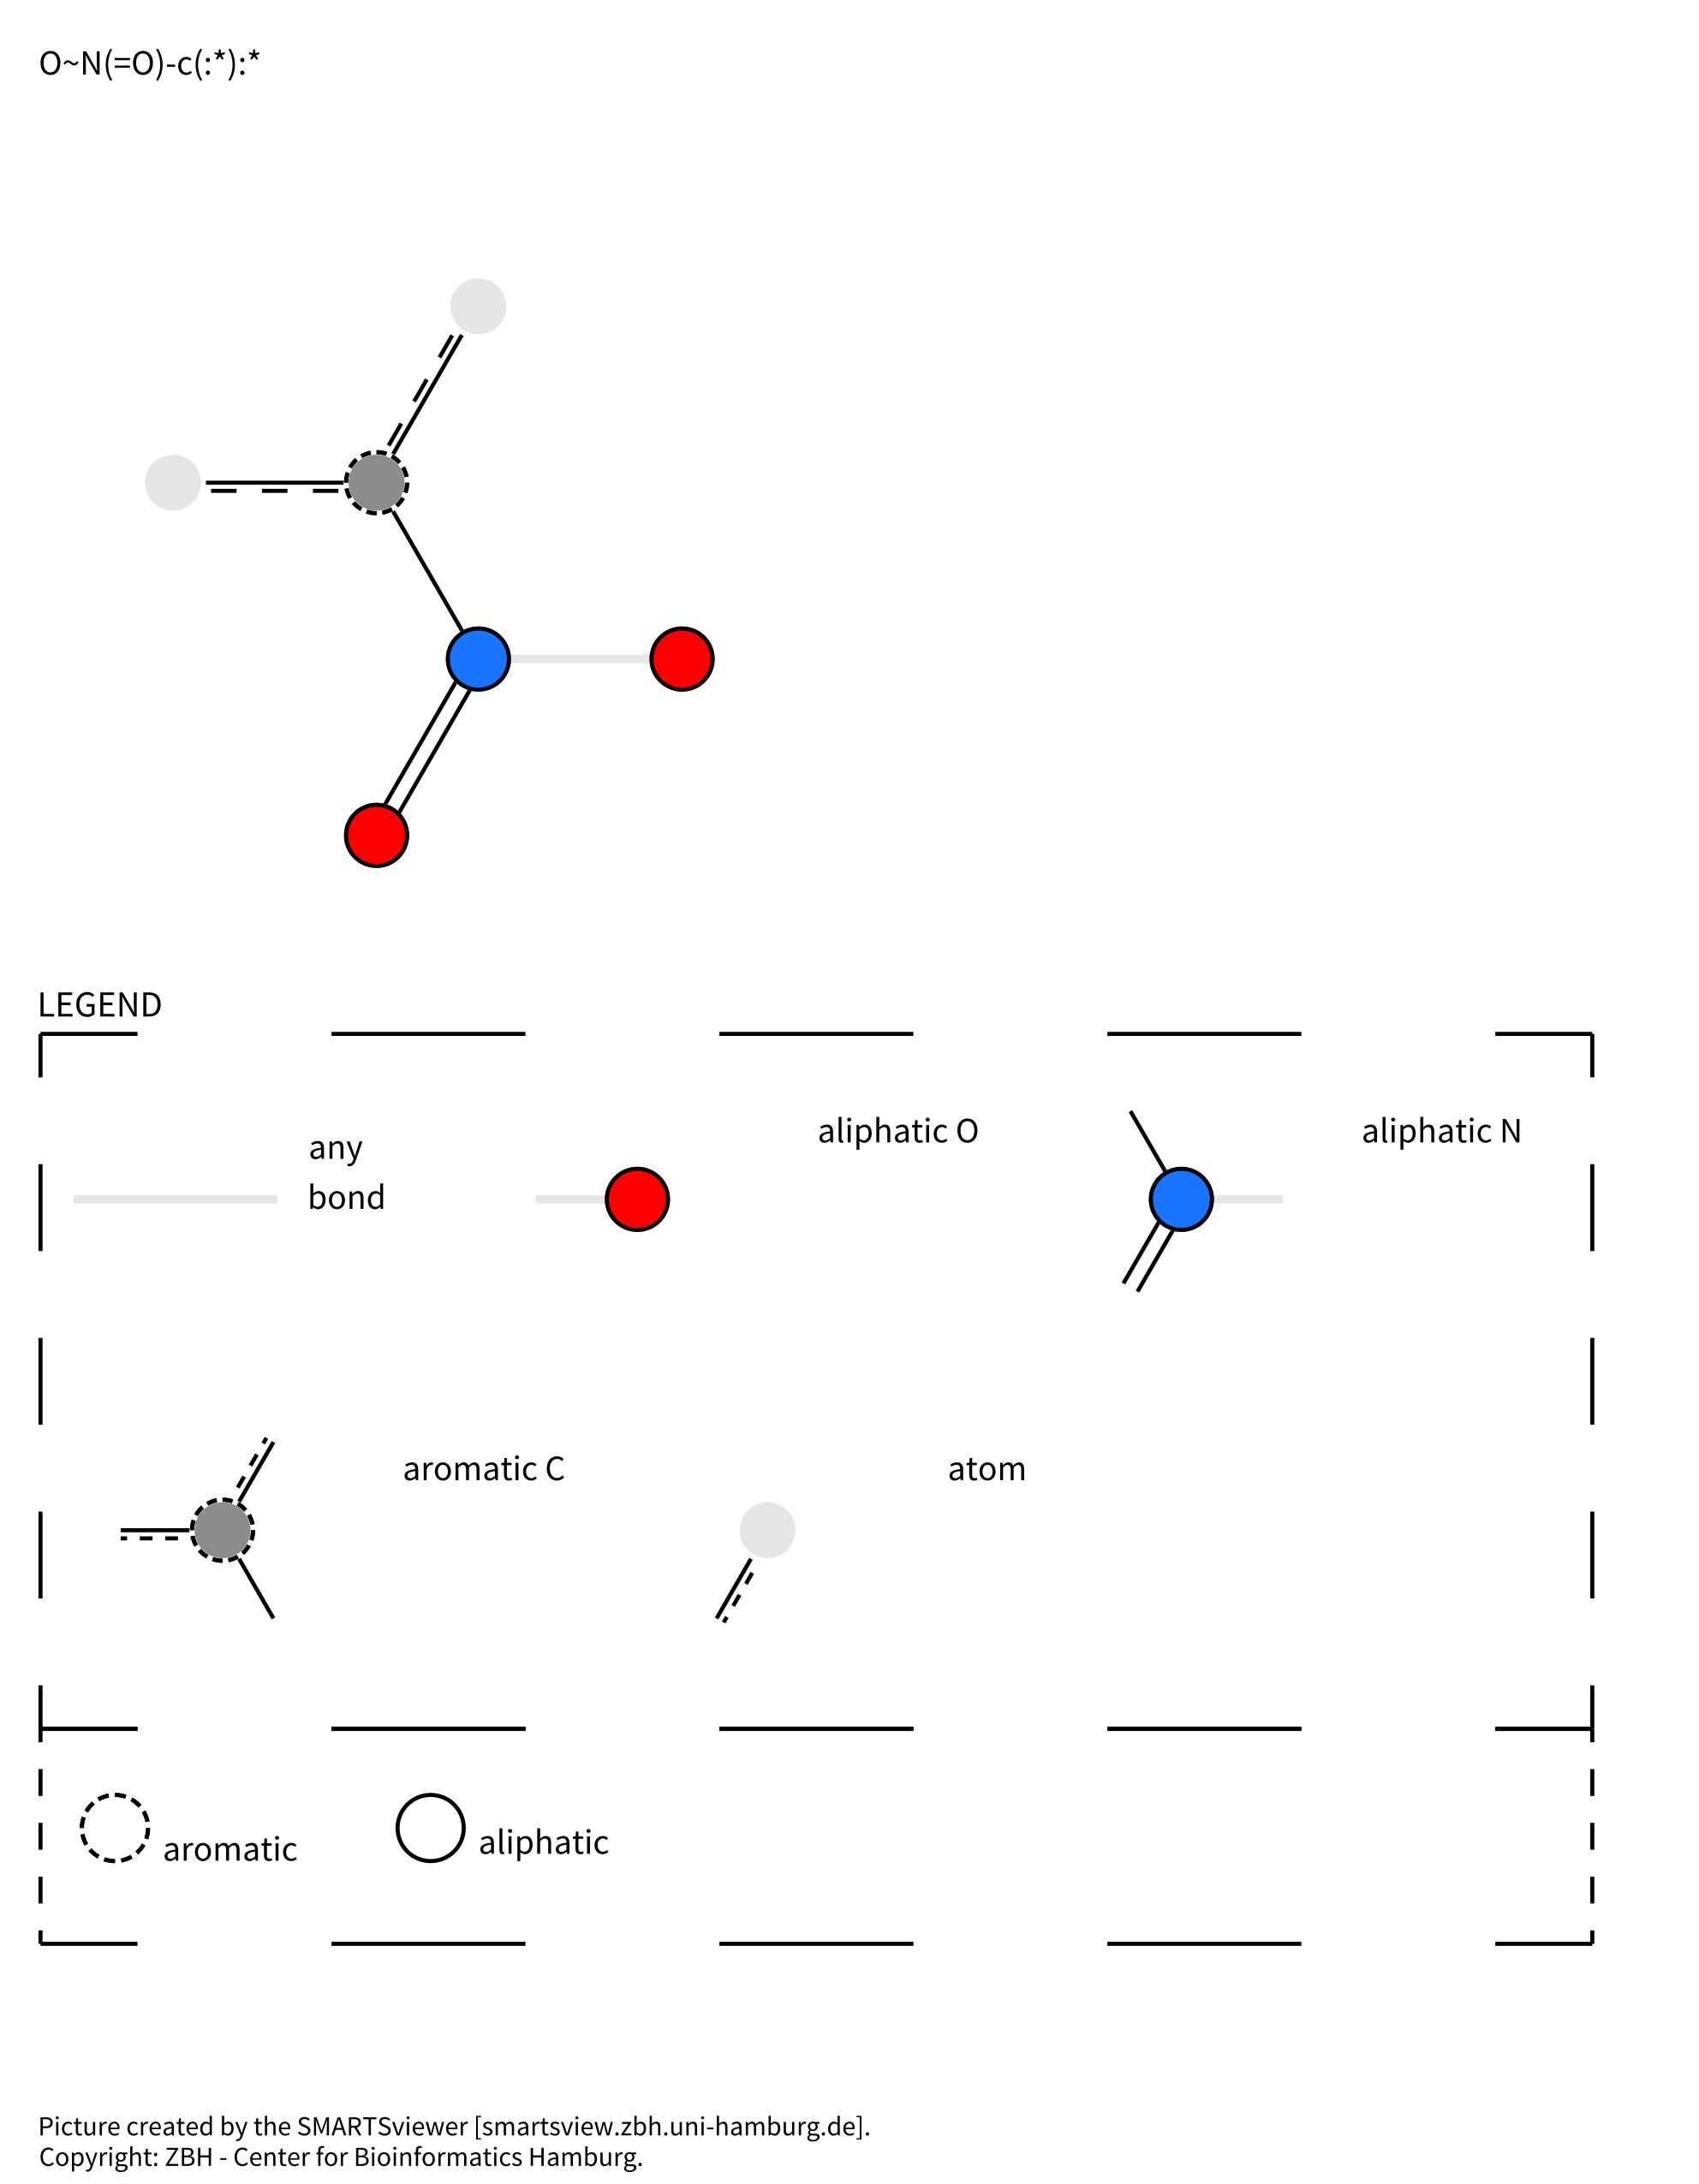 O~N(=O)-c(:*):*
LEGEND
any
bond
aliphatic O
aliphatic N
aromatic C
atom
aromatic
aliphatic
Picture created by the SMARTSviewer [smartsview.zbh.uni-hamburg.de].
Copyright: ZBH - Center for Bioinformatics Hamburg.